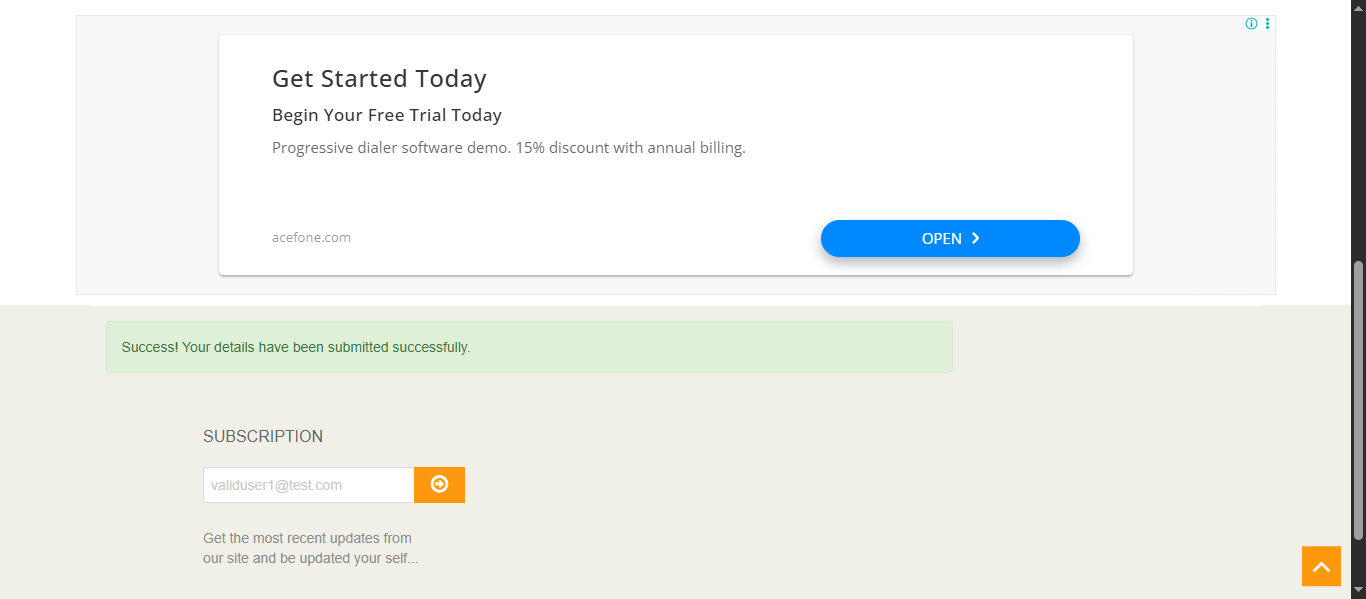 Get Started Today
Begin Your Free Trial Today
Progressive dialer software demo. 15% discount with annual billing.
acefone.com
OPEN
Success! Your details have been submitted successfully.
SUBSCRIPTION
validuser1@test.com
Get the most recent updates from
our site and be updated your self...